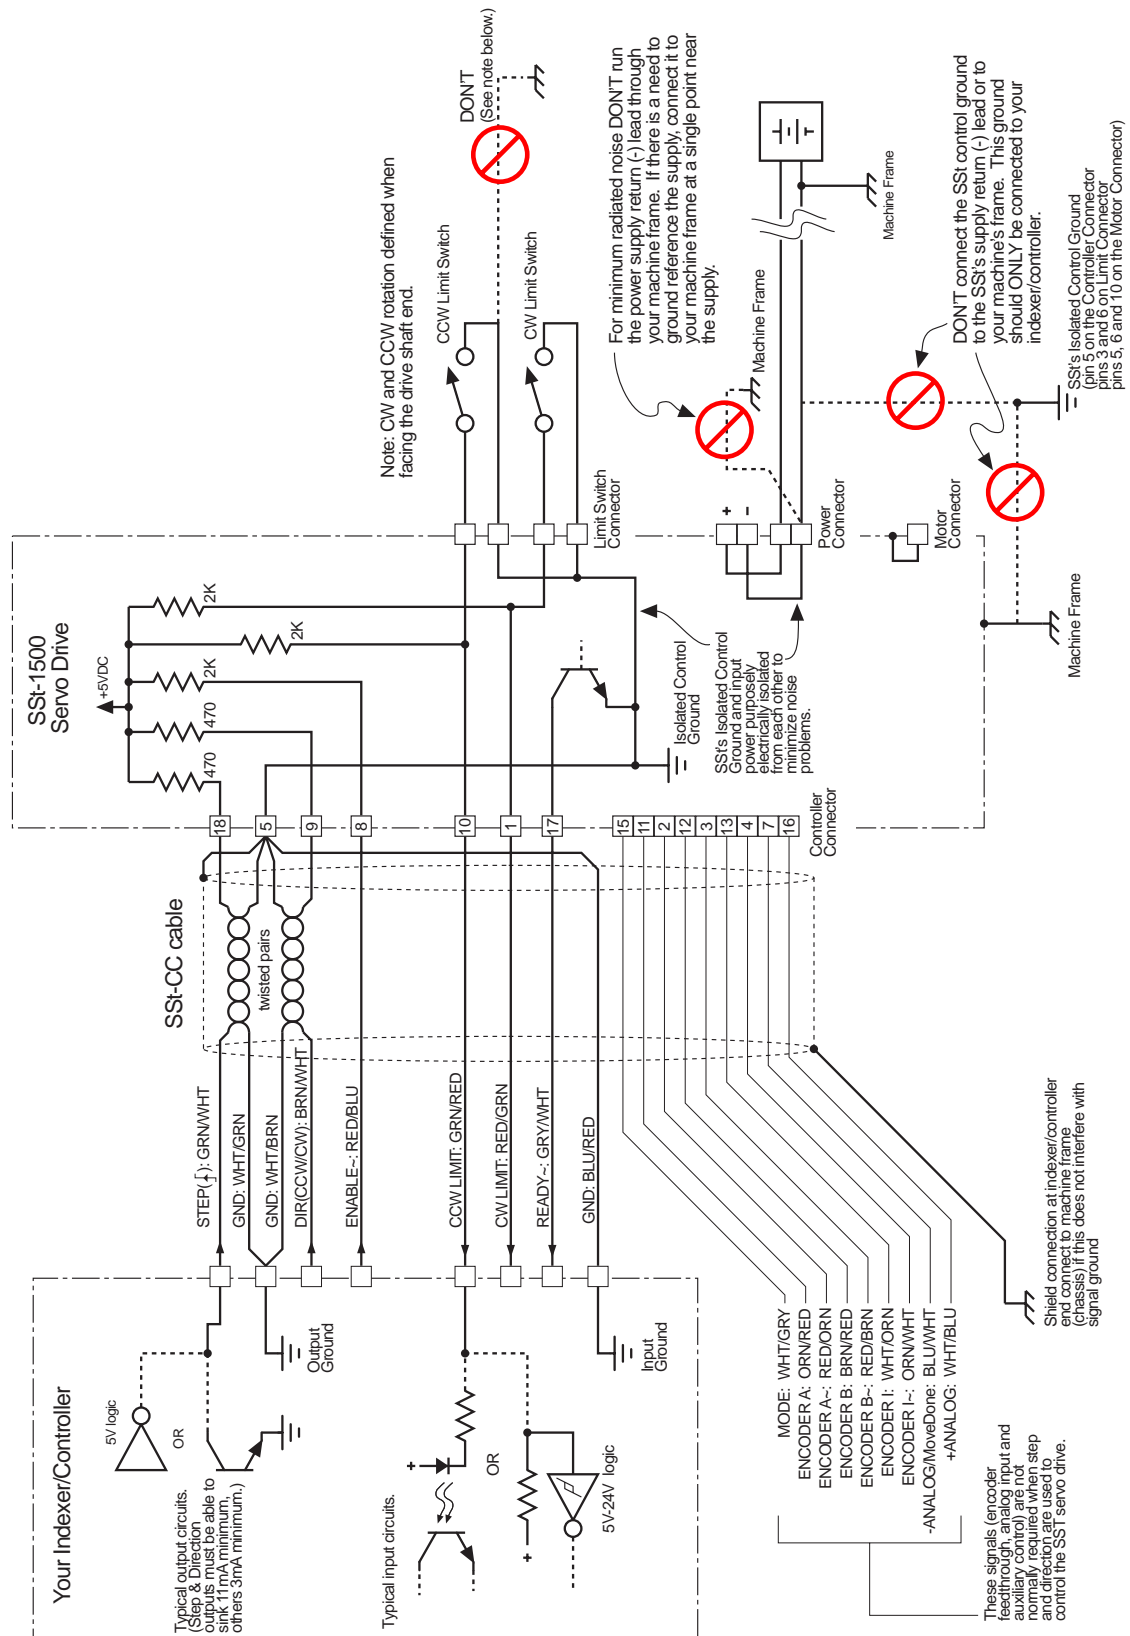 Your Indexer/Controller
5V logic
OR
Typical output circuits.
(Step & Direction
outputs must be able to
sink 11mA minimum,
others 3mA minimum.)
Output
Ground
Typical input circuits.
+
OR
+
5V-24V logic
Input
Ground
STEP( ): GRN/WHT
GND: WHT/GRN
GND: WHT/BRN
DIR(CCW/CW): BRN/WHT
ENABLE~: RED/BLU
CCW LIMIT: GRN/RED
CW LIMIT: RED/GRN
READY~: GRY/WHT
GND: BLU/RED
MODE: WHT/GRY
ENCODER A: ORN/RED
ENCODER A~: RED/ORN
ENCODER B: BRN/RED
ENCODER B~: RED/BRN
ENCODER I: WHT/ORN
ENCODER I~: ORN/WHT
-ANALOG/MoveDone: BLU/WHT
+ANALOG: WHT/BLU
These signals (encoder
feedthrough, analog input and
auxiliary control) are not
normally required when step
and direction are used to
control the SST servo drive.
SSt-CC cable
twisted pairs
Shield connection at indexer/controller
end connect to machine frame
(chassis) if this does not interfere with
signal ground
SSt-1500
Servo Drive
+5VDC
470
470
2K
2K
2K
18
5
9
8
10
1
17
15
11
2
12
3
13
4
7
16
Controller
Connector
Isolated Control
Ground
SSt's Isolated Control
Ground and input
power purposely
electrically isolated
from each other to
minimize noise
problems.
Limit Switch
Connector
+
-
Power
Connector
Motor
Connector
Machine Frame
Note: CW and CCW rotation defined when
facing the drive shaft end.
CCW Limit Switch
CW Limit Switch
DON'T
(See note below.)
For minimum radiated noise DON'T run
the power supply return (-) lead through
your machine frame. If there is a need to
ground reference the supply, connect it to
your machine frame at a single point near
the supply.
Machine Frame
Machine Frame
DON'T connect the SSt control ground
to the SSt's supply return (-) lead or to
your machine's frame. This ground
should ONLY be connected to your
indexer/controller.
SSt's Isolated Control Ground
(pin 5 on the Controller Connector
pins 3 and 6 on Limit Connector
pins 5, 6 and 10 on the Motor Connector)